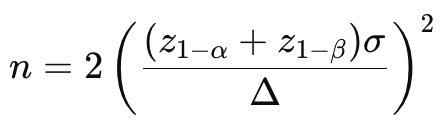 n = 2 ( (z_{1−α} + z_{1−β})σ / Δ )^2